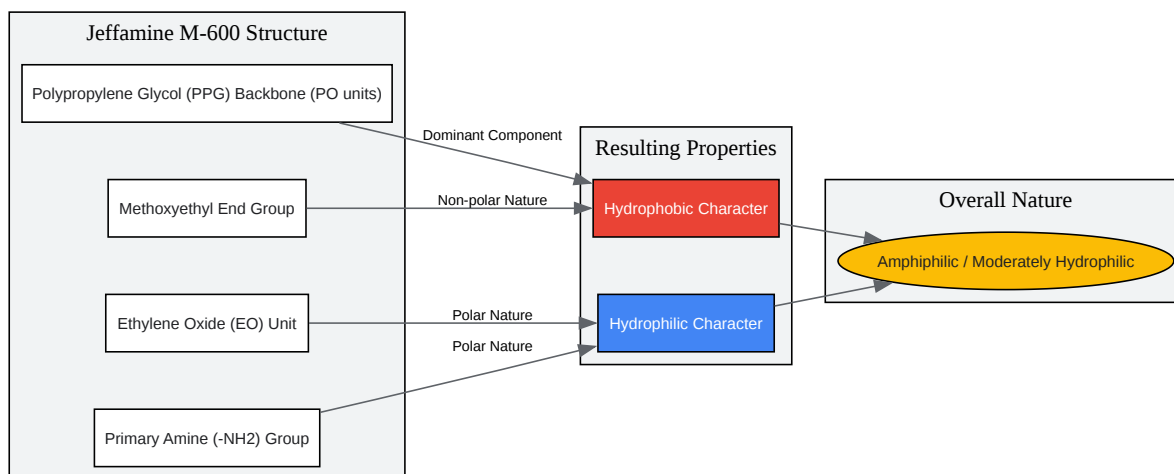 Jeffamine M-600 Structure
Polypropylene Glycol (PPG) Backbone (PO units)
Methoxyethyl End Group
Ethylene Oxide (EO) Unit
Primary Amine (-NH2) Group
Dominant Component
Non-polar Nature
Polar Nature
Polar Nature
Resulting Properties
Hydrophobic Character
Hydrophilic Character
Overall Nature
Amphiphilic / Moderately Hydrophilic